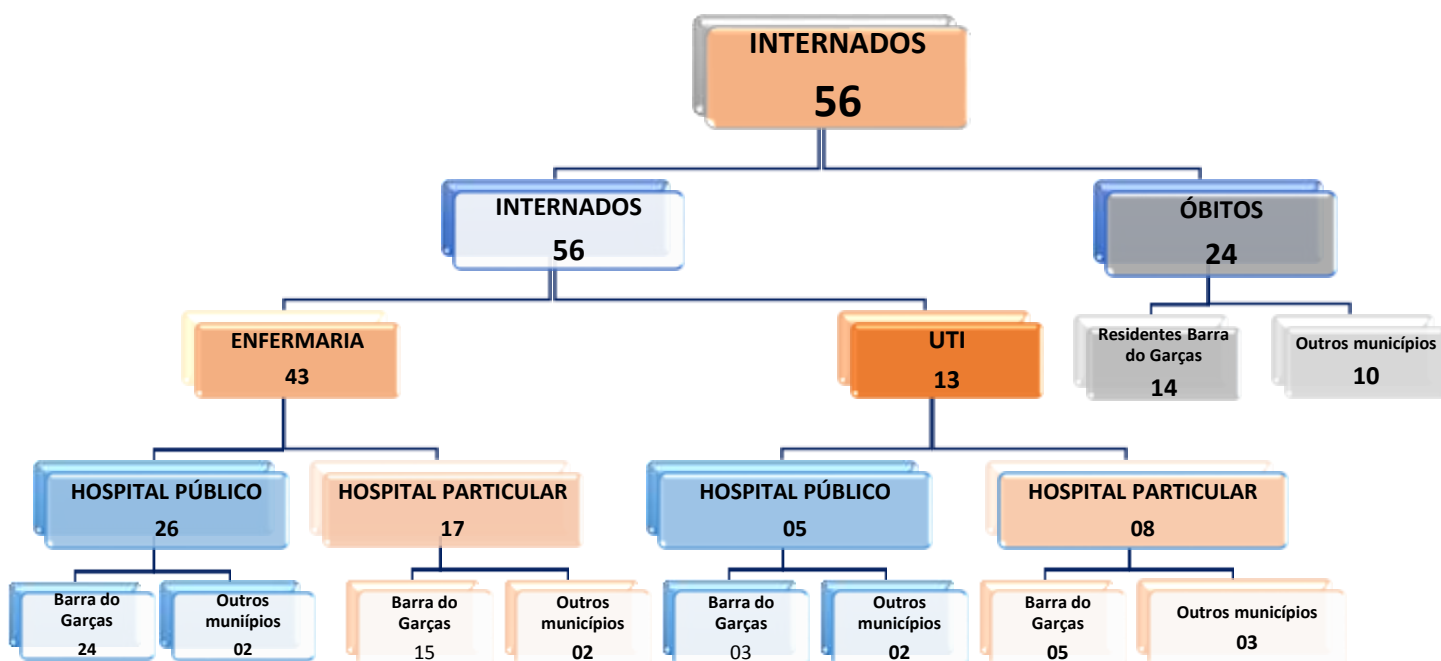 INTERNADOS
56
INTERNADOS
56
ÓBITOS
24
ENFERMARIA
43
UTI
13
Residentes Barra
do Garças
14
Outros municípios
10
HOSPITAL PÚBLICO
26
HOSPITAL PARTICULAR
17
HOSPITAL PÚBLICO
05
HOSPITAL PARTICULAR
08
Barra do
Garças
24
Outros
muniípios
02
Barra do
Garças
15
Outros
municípios
02
Barra do
Garças
03
Outros
municípios
02
Barra do
Garças
05
Outros municípios
03